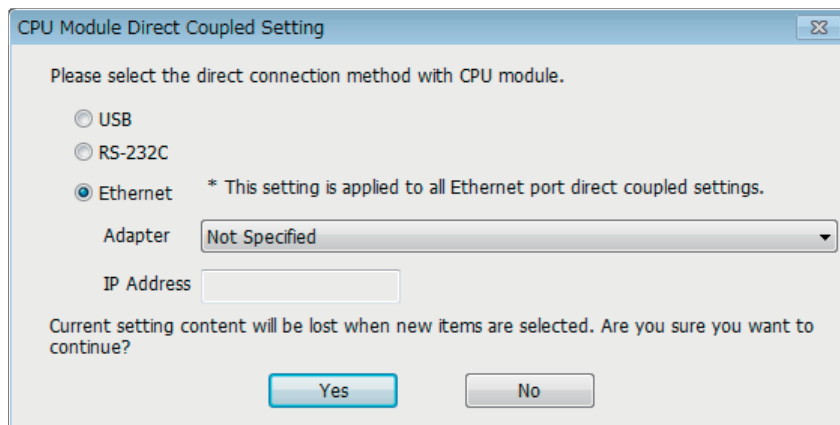 CPU Module Direct Coupled Setting
Please select the direct connection method with CPU module.
USB
RS-232C
Ethernet * This setting is applied to all Ethernet port direct coupled settings.
Adapter Not Specified
IP Address
Current setting content will be lost when new items are selected. Are you sure you want to
continue?
Yes No